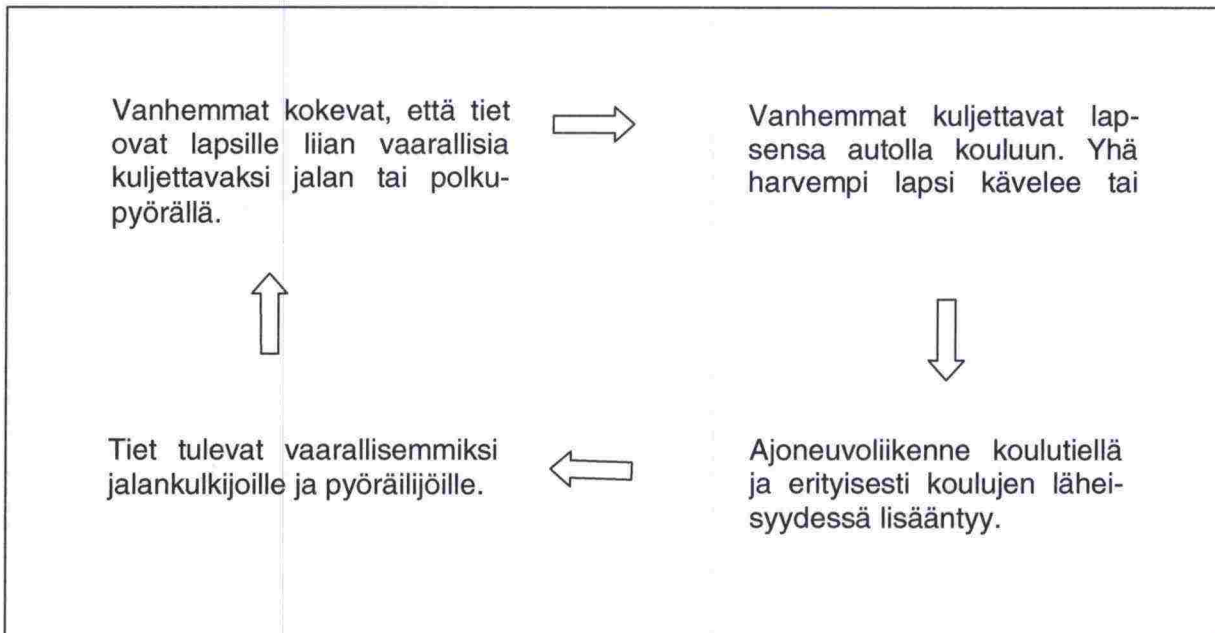 Vanhemmat kokevat, että tiet
ovat lapsille liian vaarallisia
kuljettavaksi jalan tai polku-
pyörällä.
Vanhemmat kuljettavat lap-
sensa autolla kouluun. Yhä
harvempi lapsi kävelee tai
Ajoneuvoliikenne koulutiellä
ja erityisesti koulujen lähei-
syydessä lisääntyy.
Tiet tulevat vaarallisemmiksi
jalankulkijoille ja pyöräilijöille.